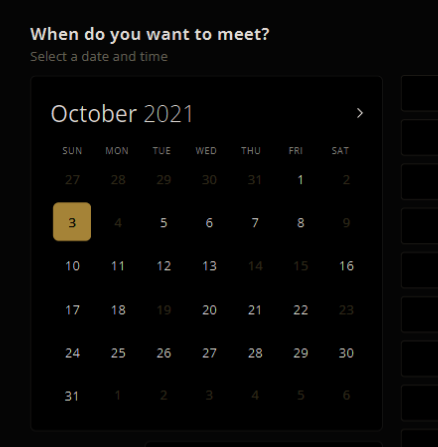 When do you want to meet?
Select a date and time
October 2021
SUN MON TUE WED THU FRI SAT
27 28 29 30 31 1 2
3 4 5 6 7 8 9
10 11 12 13 14 15 16
17 18 19 20 21 22 23
24 25 26 27 28 29 30
31 1 2 3 4 5 6